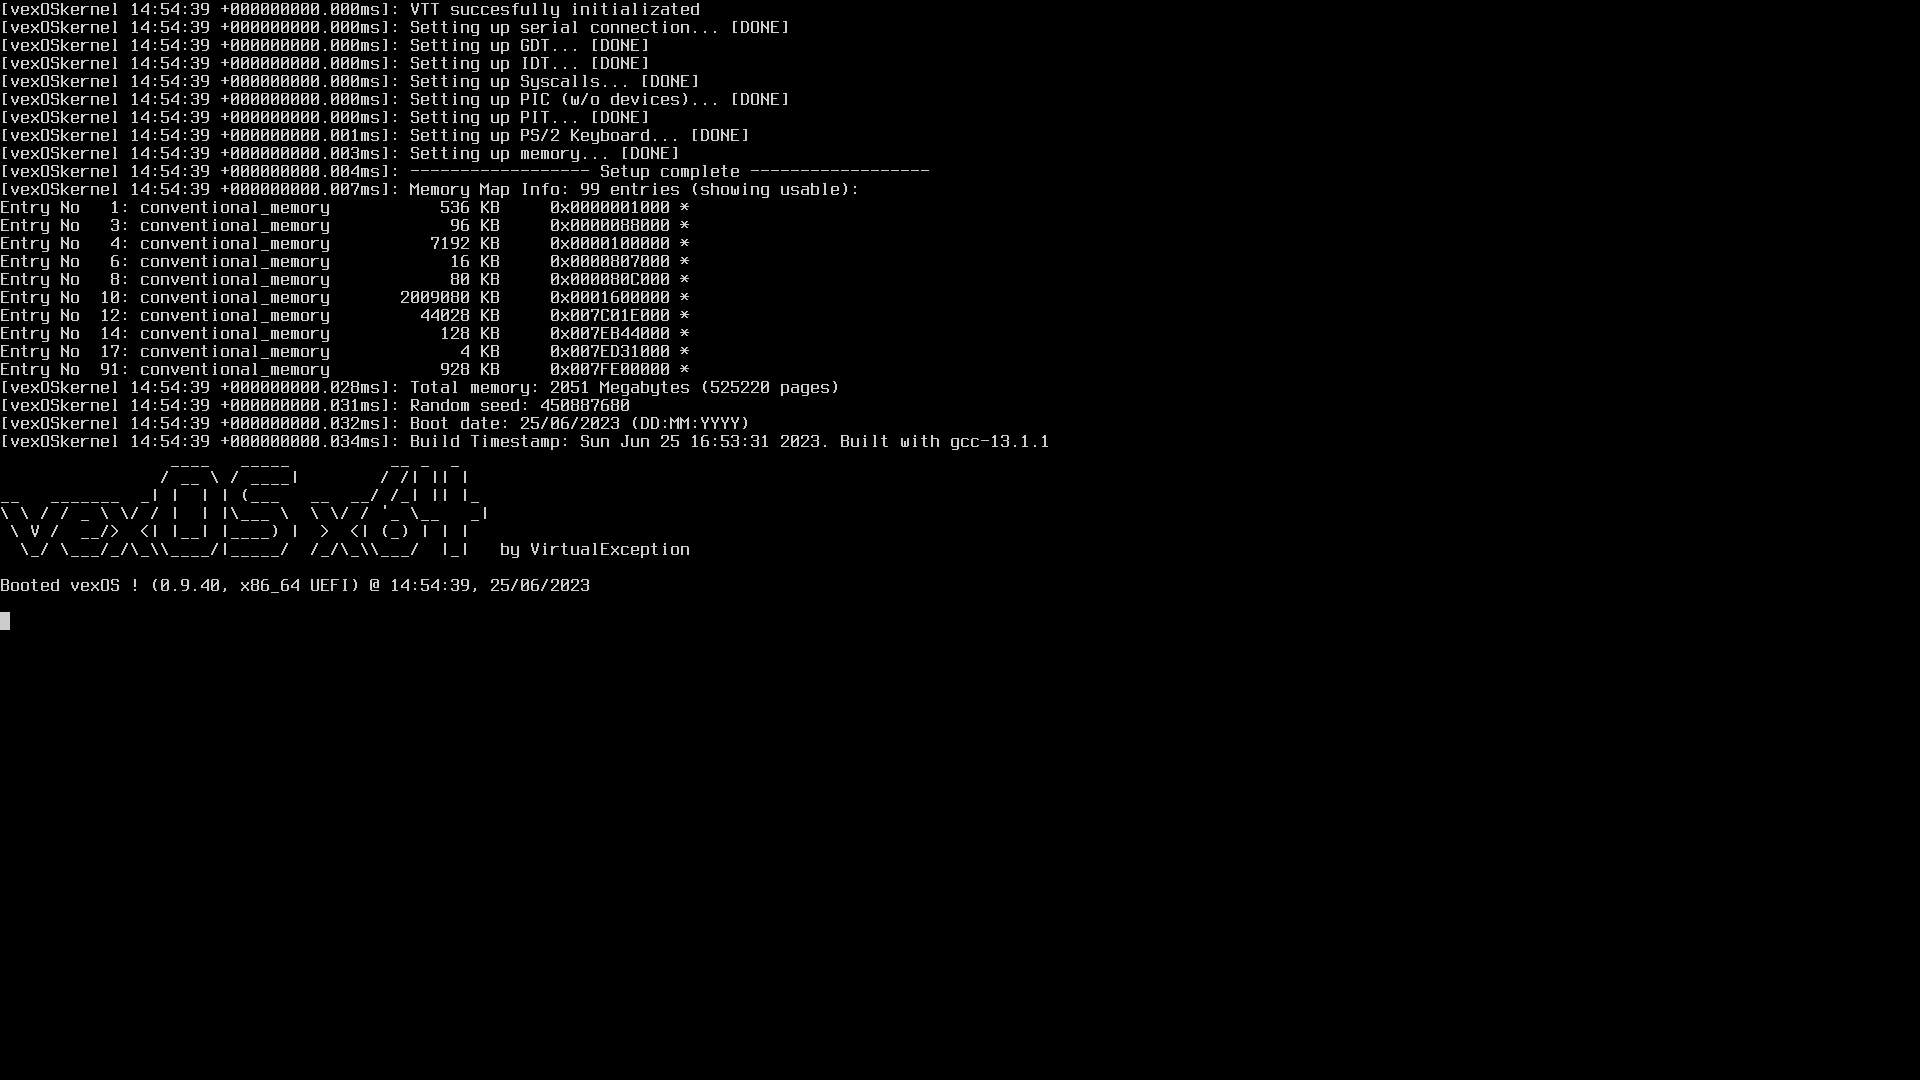 [vexOSkernel 14:54:39 +000000000.000ms]: VTT succesfully initializated
[vexOSkernel 14:54:39 +000000000.000ms]: Setting up serial connection... [DONE]
[vexOSkernel 14:54:39 +000000000.000ms]: Setting up GDT... [DONE]
[vexOSkernel 14:54:39 +000000000.000ms]: Setting up IDT... [DONE]
[vexOSkernel 14:54:39 +000000000.000ms]: Setting up Syscalls... [DONE]
[vexOSkernel 14:54:39 +000000000.000ms]: Setting up PIC (w/o devices)... [DONE]
[vexOSkernel 14:54:39 +000000000.000ms]: Setting up PIT... [DONE]
[vexOSkernel 14:54:39 +000000000.001ms]: Setting up PS/2 Keyboard... [DONE]
[vexOSkernel 14:54:39 +000000000.003ms]: Setting up memory... [DONE]
[vexOSkernel 14:54:39 +000000000.004ms]: ------------------ Setup complete ------------------
[vexOSkernel 14:54:39 +000000000.007ms]: Memory Map Info: 99 entries (showing usable):
Entry No   1: conventional_memory           536 KB     0x0000001000 *
Entry No   3: conventional_memory            96 KB     0x0000088000 *
Entry No   4: conventional_memory          7192 KB     0x0000100000 *
Entry No   6: conventional_memory            16 KB     0x0000807000 *
Entry No   8: conventional_memory            80 KB     0x000080C000 *
Entry No  10: conventional_memory       2009080 KB     0x0001600000 *
Entry No  12: conventional_memory         44028 KB     0x007C01E000 *
Entry No  14: conventional_memory           128 KB     0x007EB44000 *
Entry No  17: conventional_memory             4 KB     0x007ED31000 *
Entry No  91: conventional_memory           928 KB     0x007FE00000 *
[vexOSkernel 14:54:39 +000000000.028ms]: Total memory: 2051 Megabytes (525220 pages)
[vexOSkernel 14:54:39 +000000000.031ms]: Random seed: 450887680
[vexOSkernel 14:54:39 +000000000.032ms]: Boot date: 25/06/2023 (DD:MM:YYYY)
[vexOSkernel 14:54:39 +000000000.034ms]: Build Timestamp: Sun Jun 25 16:53:31 2023. Built with gcc-13.1.1
vexOS x64 by VirtualException
Booted vexOS ! (0.9.40, x86_64 UEFI) @ 14:54:39, 25/06/2023